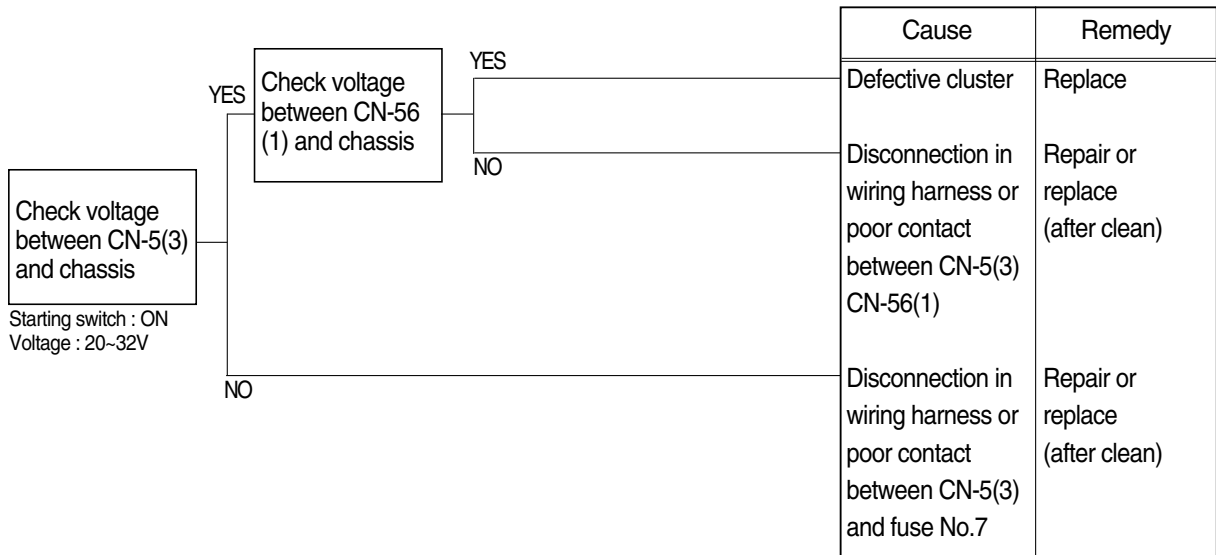 Cause
Remedy
YES
Check voltage
between CN-56
(1) and chassis
YES
NO
Defective cluster
Replace
Disconnection in
wiring harness or
poor contact
between CN-5(3)
CN-56(1)
Repair or
replace
(after clean)
Check voltage
between CN-5(3)
and chassis
Starting switch : ON
Voltage : 20~32V
NO
Disconnection in
wiring harness or
poor contact
between CN-5(3)
and fuse No.7
Repair or
replace
(after clean)